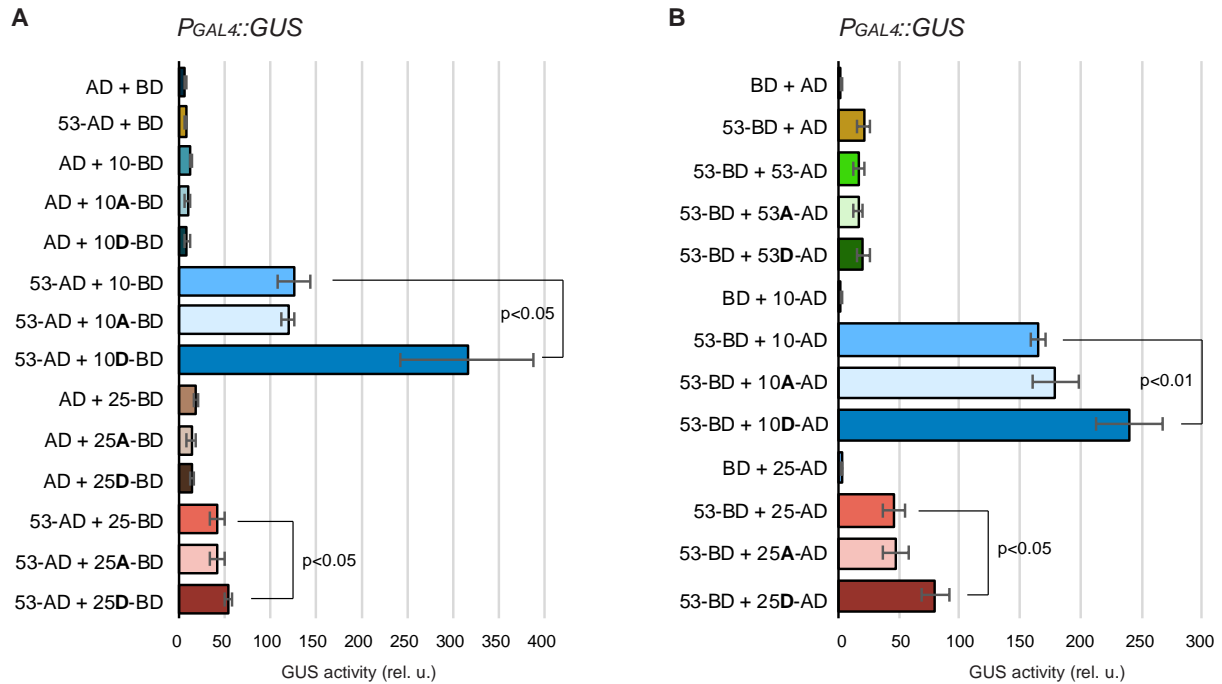 A
PGAL4::GUS
AD + BD
53-AD + BD
AD + 10-BD
AD + 10A-BD
AD + 10D-BD
53-AD + 10-BD
53-AD + 10A-BD
53-AD + 10D-BD
AD + 25-BD
AD + 25A-BD
AD + 25D-BD
53-AD + 25-BD
53-AD + 25A-BD
53-AD + 25D-BD
p<0.05
p<0.05
0 50 100 150 200 250 300 350 400
GUS activity (rel. u.)
B
PGAL4::GUS
BD + AD
53-BD + AD
53-BD + 53-AD
53-BD + 53A-AD
53-BD + 53D-AD
BD + 10-AD
53-BD + 10-AD
53-BD + 10A-AD
53-BD + 10D-AD
BD + 25-AD
53-BD + 25-AD
53-BD + 25A-AD
53-BD + 25D-AD
p<0.01
p<0.05
0 50 100 150 200 250 300
GUS activity (rel. u.)